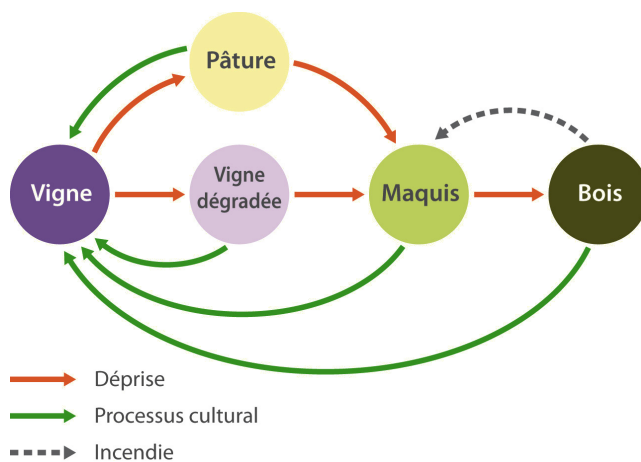 Pâture
Vigne
Vigne
dégradée
Maquis
Bois
Déprise
Processus cultural
Incendie